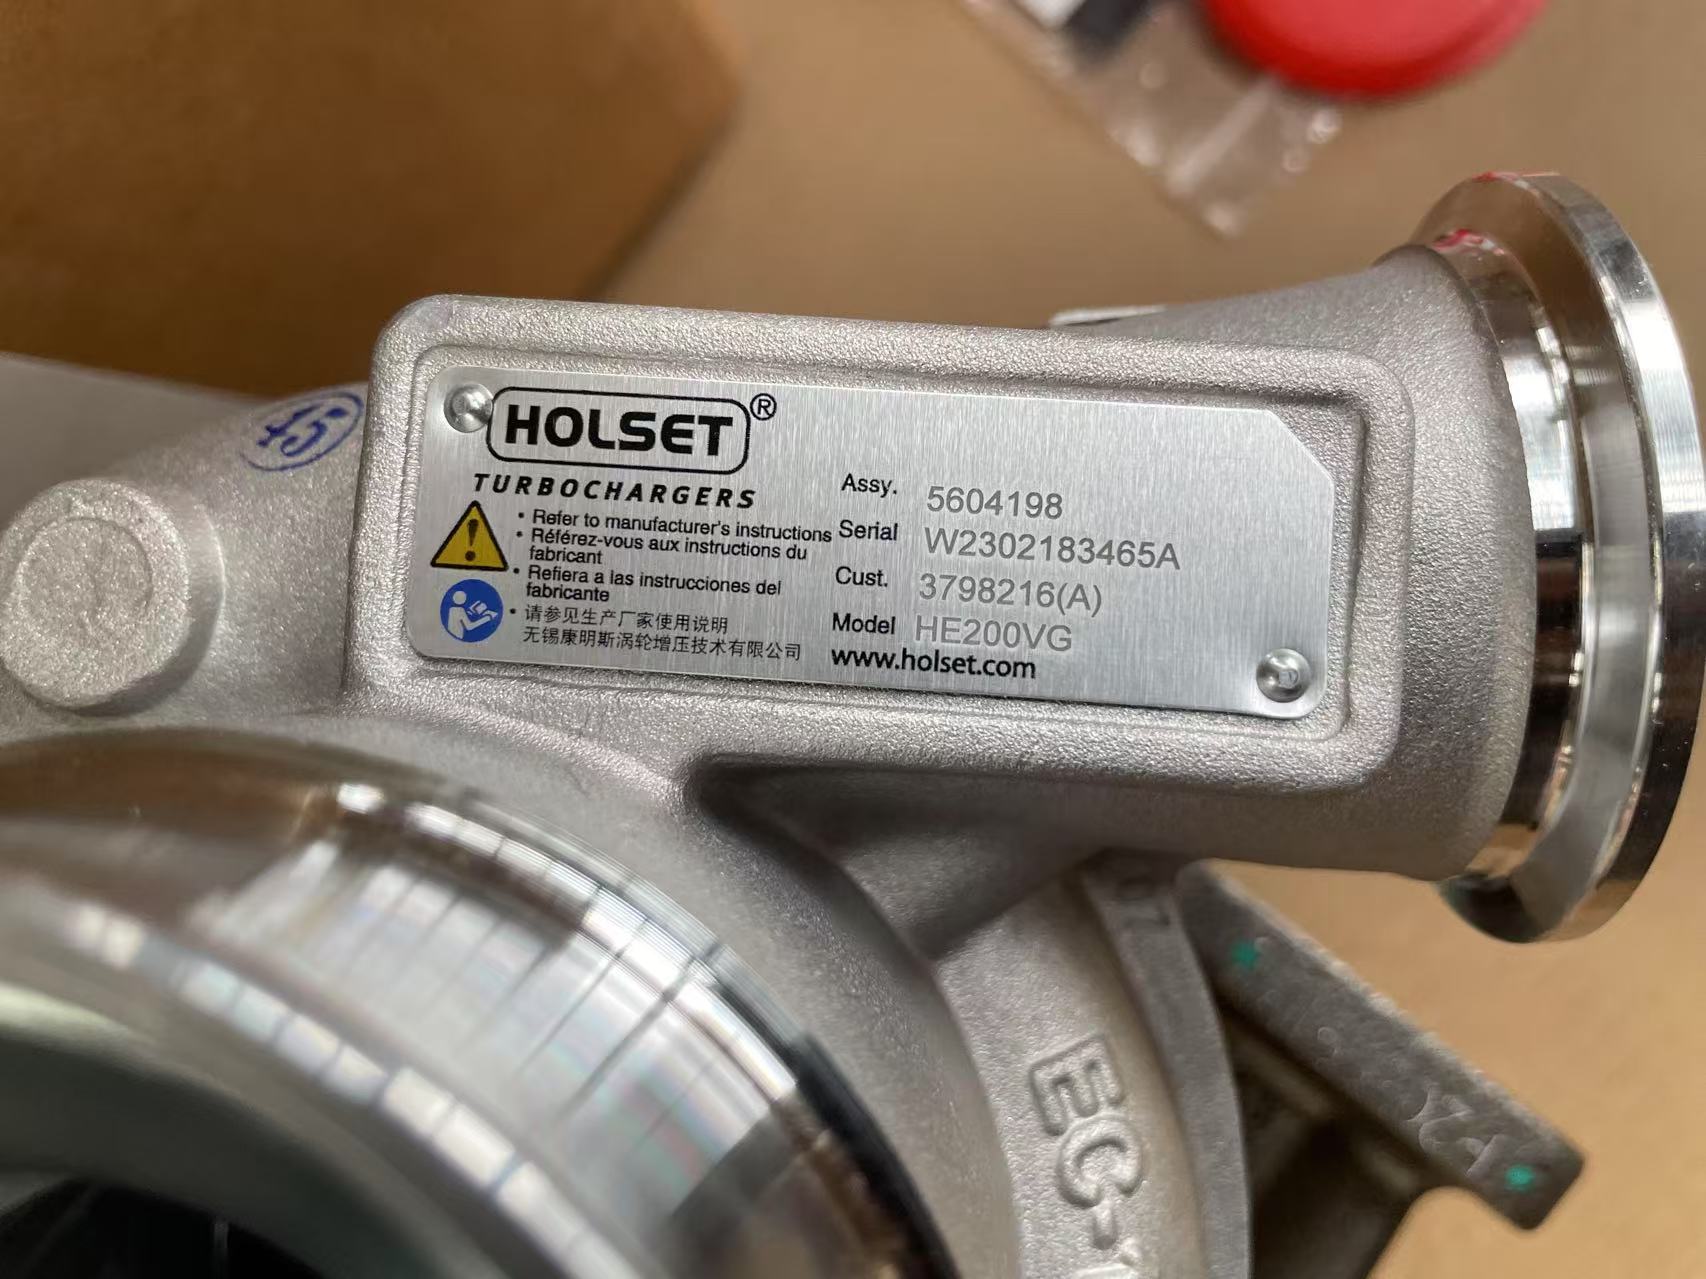 45
HOLSET®
TURBOCHARGERS
• Refer to manufacturer's instructions
• Référez-vous aux instructions du
fabricant
• Refiera a las instrucciones del
fabricante
• 请参见生产厂家使用说明
无锡康明斯涡轮增压技术有限公司
Assy. 5604198
Serial W2302183465A
Cust. 3798216(A)
Model HE200VG
www.holset.com
EC-1